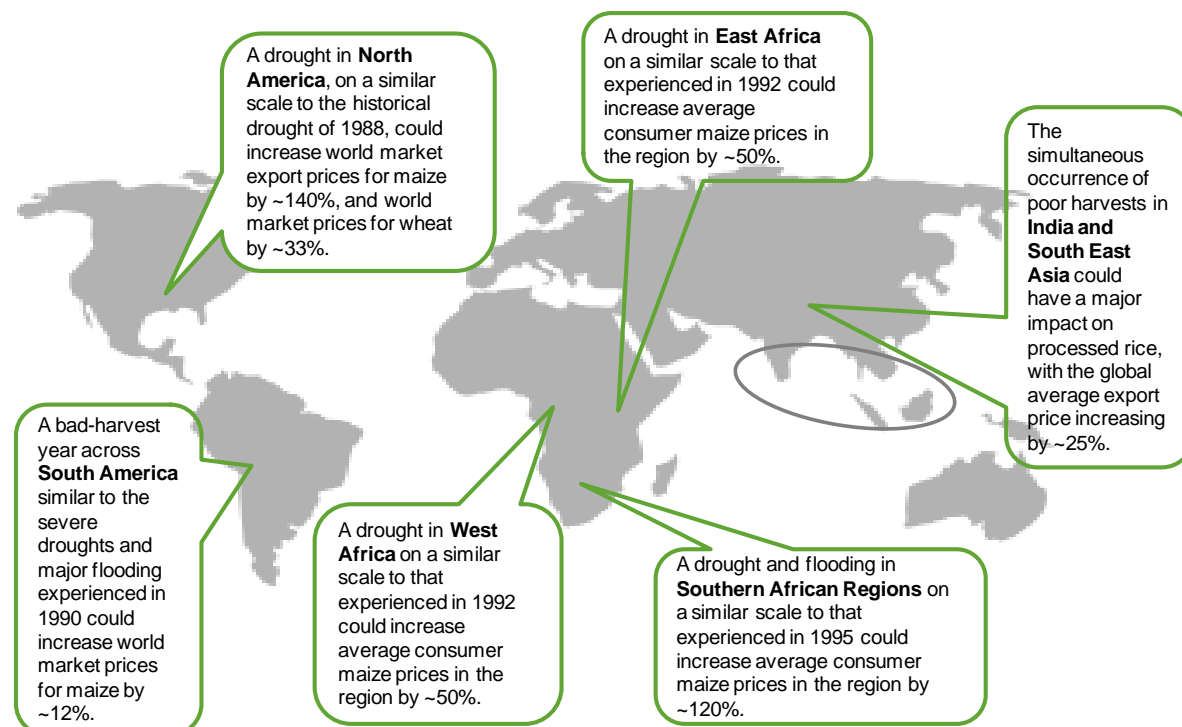 A drought in North
America, on a similar
scale to the historical
drought of 1988, could
increase world market
export prices for maize
by ~140%, and world
market prices for wheat
by ~33%.
A drought in East Africa
on a similar scale to that
experienced in 1992 could
increase average
consumer maize prices in
the region by ~50%.
The
simultaneous
occurrence of
poor harvests in
India and
South East
Asia could
have a major
impact on
processed rice,
with the global
average export
price increasing
by ~25%.
A bad-harvest
year across
South America
similar to the
severe
droughts and
major flooding
experienced in
1990 could
increase world
market prices
for maize by
~12%.
A drought in West
Africa on a similar
scale to that
experienced in 1992
could increase
average consumer
maize prices in the
region by ~50%.
A drought and flooding in
Southern African Regions on
a similar scale to that
experienced in 1995 could
increase average consumer
maize prices in the region by
~120%.